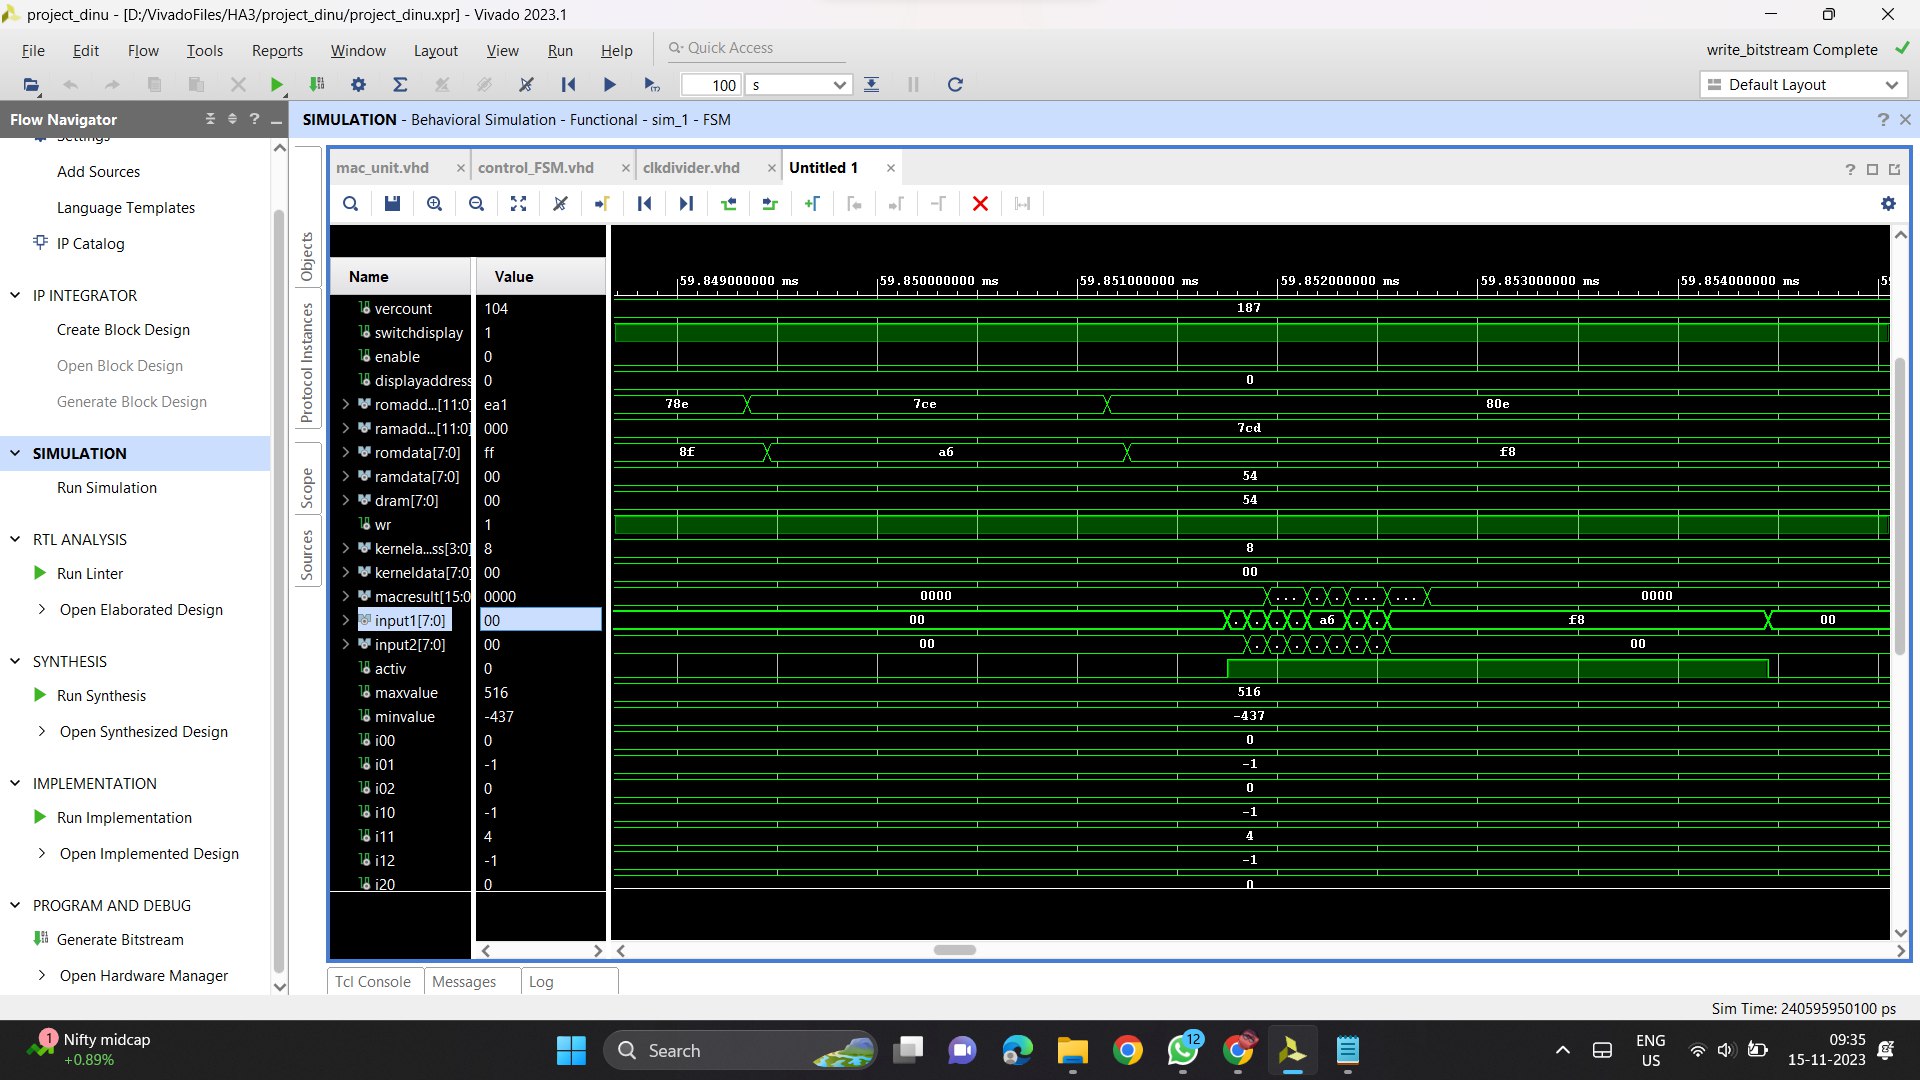 project_dinu - [D:/VivadoFiles/HA3/project_dinu/project_dinu.xpr] - Vivado 2023.1
File Edit Flow Tools Reports Window Layout View Run Help Quick Access
write_bitstream Complete
100 s
Default Layout
Flow Navigator
SIMULATION - Behavioral Simulation - Functional - sim_1 - FSM
Settings
Add Sources
Language Templates
IP Catalog
IP INTEGRATOR
Create Block Design
Open Block Design
Generate Block Design
SIMULATION
Run Simulation
RTL ANALYSIS
Run Linter
Open Elaborated Design
SYNTHESIS
Run Synthesis
Open Synthesized Design
IMPLEMENTATION
Run Implementation
Open Implemented Design
PROGRAM AND DEBUG
Generate Bitstream
Open Hardware Manager
Objects
Protocol Instances
Scope
Sources
mac_unit.vhd control_FSM.vhd clkdivider.vhd Untitled 1
Name Value
59.849000000 ms 59.850000000 ms 59.851000000 ms 59.852000000 ms 59.853000000 ms 59.854000000 ms
vercount 104 187
switchdisplay 1
enable 0
displayaddress 0 0
romadd...[11:0] ea1 78e 7ce 80e
ramadd...[11:0] 000 7cd
romdata[7:0] ff 8f a6 f8
ramdata[7:0] 00 54
dram[7:0] 00 54
wr 1
kernela...ss[3:0] 8 8
kerneldata[7:0] 00 00
macresult[15:0 0000 0000 ... . . ... ... 0000
input1[7:0] 00 00 . . . . a6 . . f8 00
input2[7:0] 00 00 . . . . . . . 00
activ 0
maxvalue 516 516
minvalue -437 -437
i00 0 0
i01 -1 -1
i02 0 0
i10 -1 -1
i11 4 4
i12 -1 -1
i20 0 0
Tcl Console Messages Log
Sim Time: 240595950100 ps
1 Nifty midcap
+0.89%
Search
12
ENG
US
09:35
15-11-2023